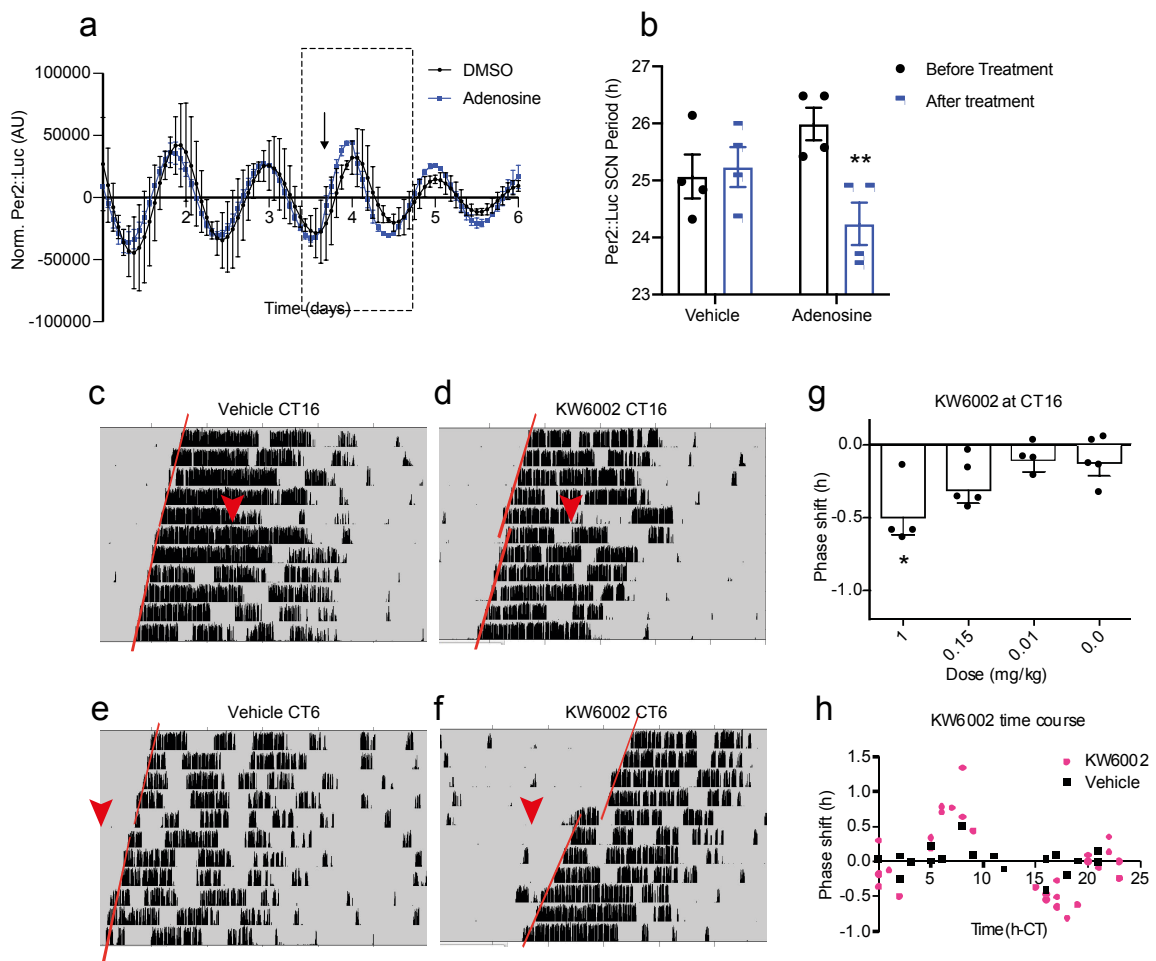 a
100000
50000
0
-50000
-100000
Norm. Per2::Luc (AU)
2
3
4
5
6
Time (days)
DMSO
Adenosine
b
27
26
25
24
23
Per2::Luc SCN Period (h)
**
Vehicle
Adenosine
Before Treatment
After treatment
c
Vehicle CT16
d
KW6002 CT16
g
KW6002 at CT16
0.0
-0.5
-1.0
Phase shift (h)
*
1
0.15
0.01
0.0
Dose (mg/kg)
e
Vehicle CT6
f
KW6002 CT6
h
KW6002 time course
1.5
1.0
0.5
0.0
-0.5
-1.0
Phase shift (h)
5
10
15
20
25
Time (h-CT)
KW6002
Vehicle